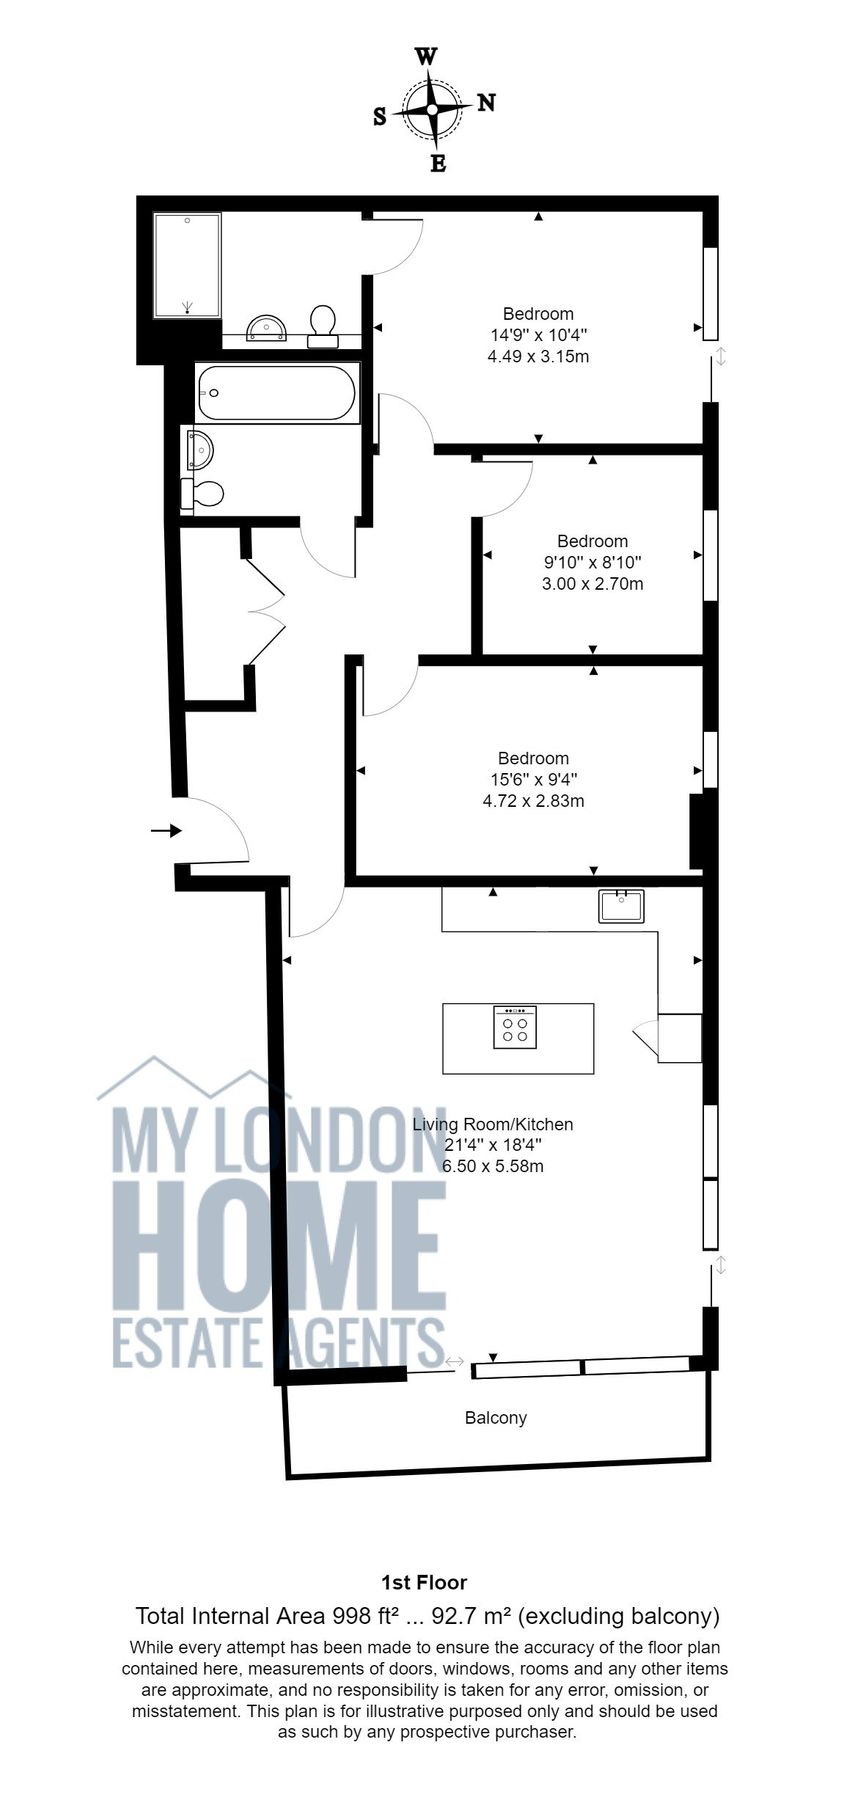 W
S
N
E
Bedroom
14'9" x 10'4"
4.49 x 3.15m
Bedroom
9'10" x 8'10"
3.00 x 2.70m
Bedroom
15'6" x 9'4"
4.72 x 2.83m
Living Room/Kitchen
21'4" x 18'4"
6.50 x 5.58m
MY LONDON
HOME
ESTATE AGENTS
Balcony
1st Floor
Total Internal Area 998 ft² ... 92.7 m² (excluding balcony)
While every attempt has been made to ensure the accuracy of the floor plan
contained here, measurements of doors, windows, rooms and any other items
are approximate, and no responsibility is taken for any error, omission, or
misstatement. This plan is for illustrative purposed only and should be used
as such by any prospective purchaser.